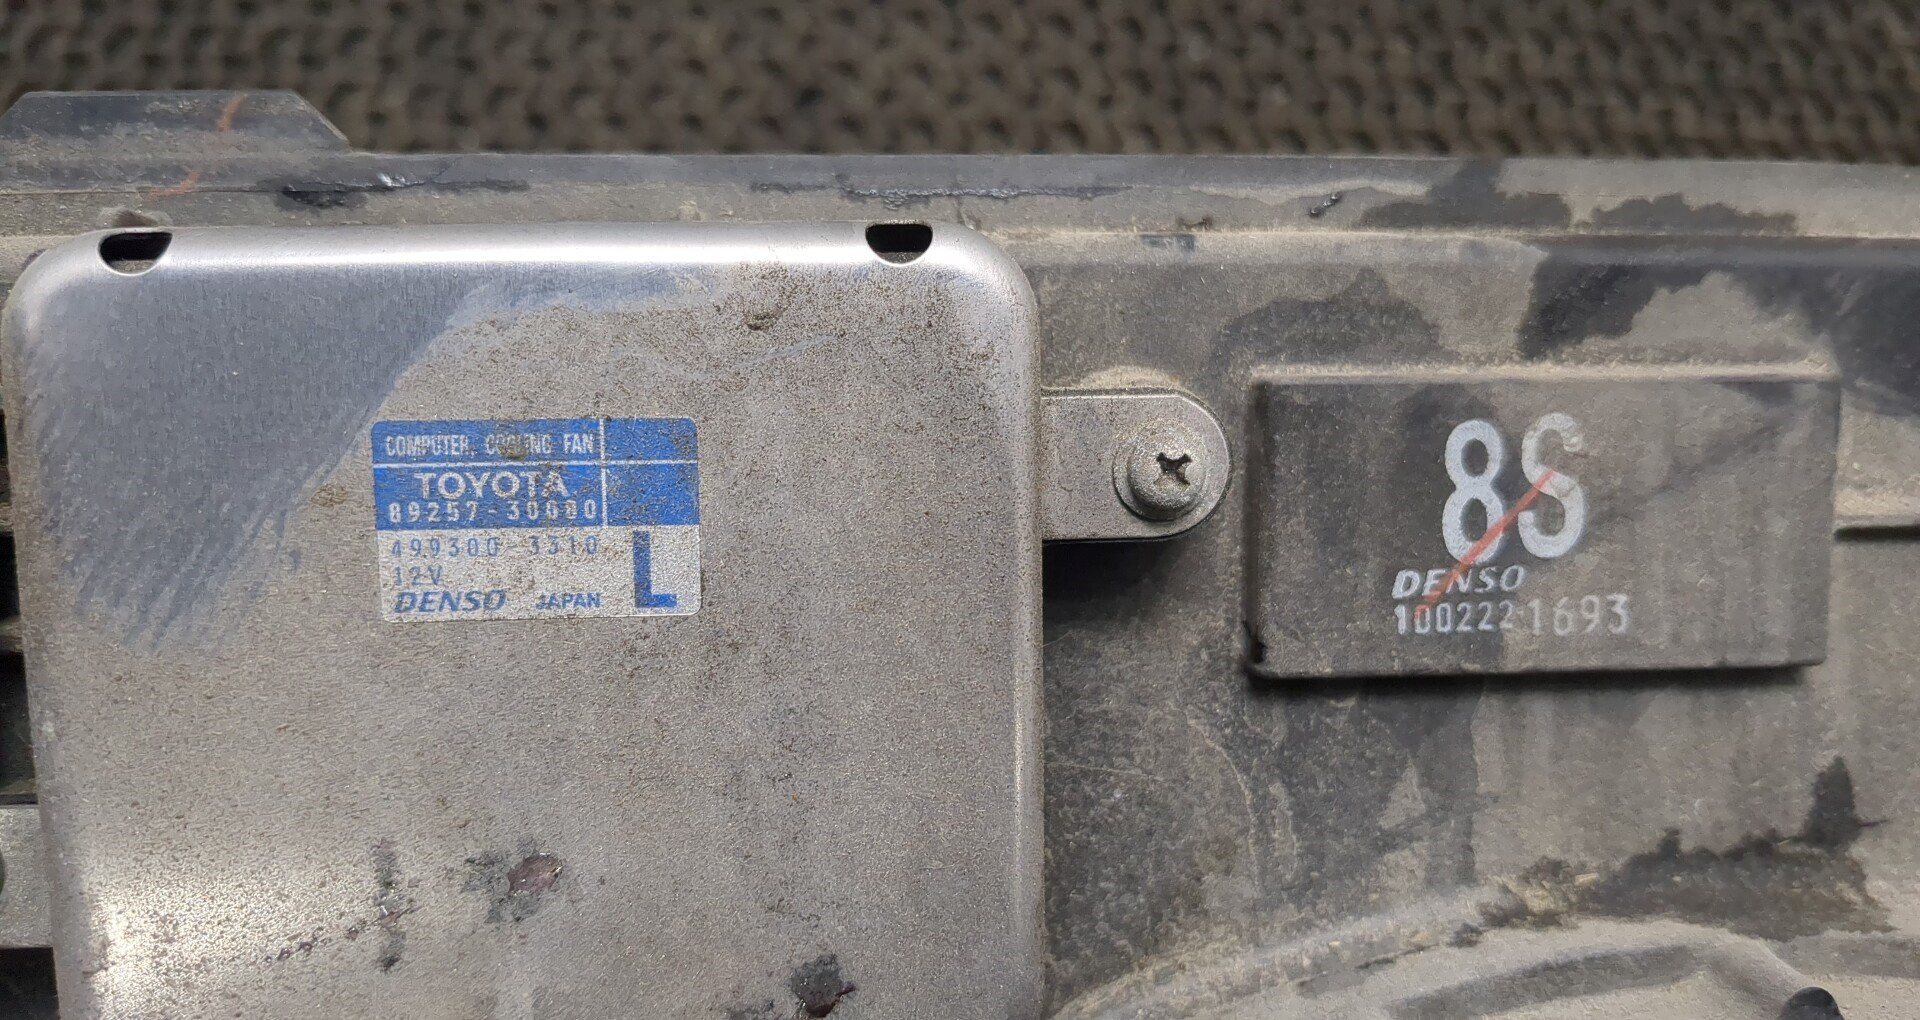 COMPUTER, COOLING FAN
TOYOTA
89257-30080
499300-3310
12V
DENSO JAPAN
L
8S
DENSO
1002221693